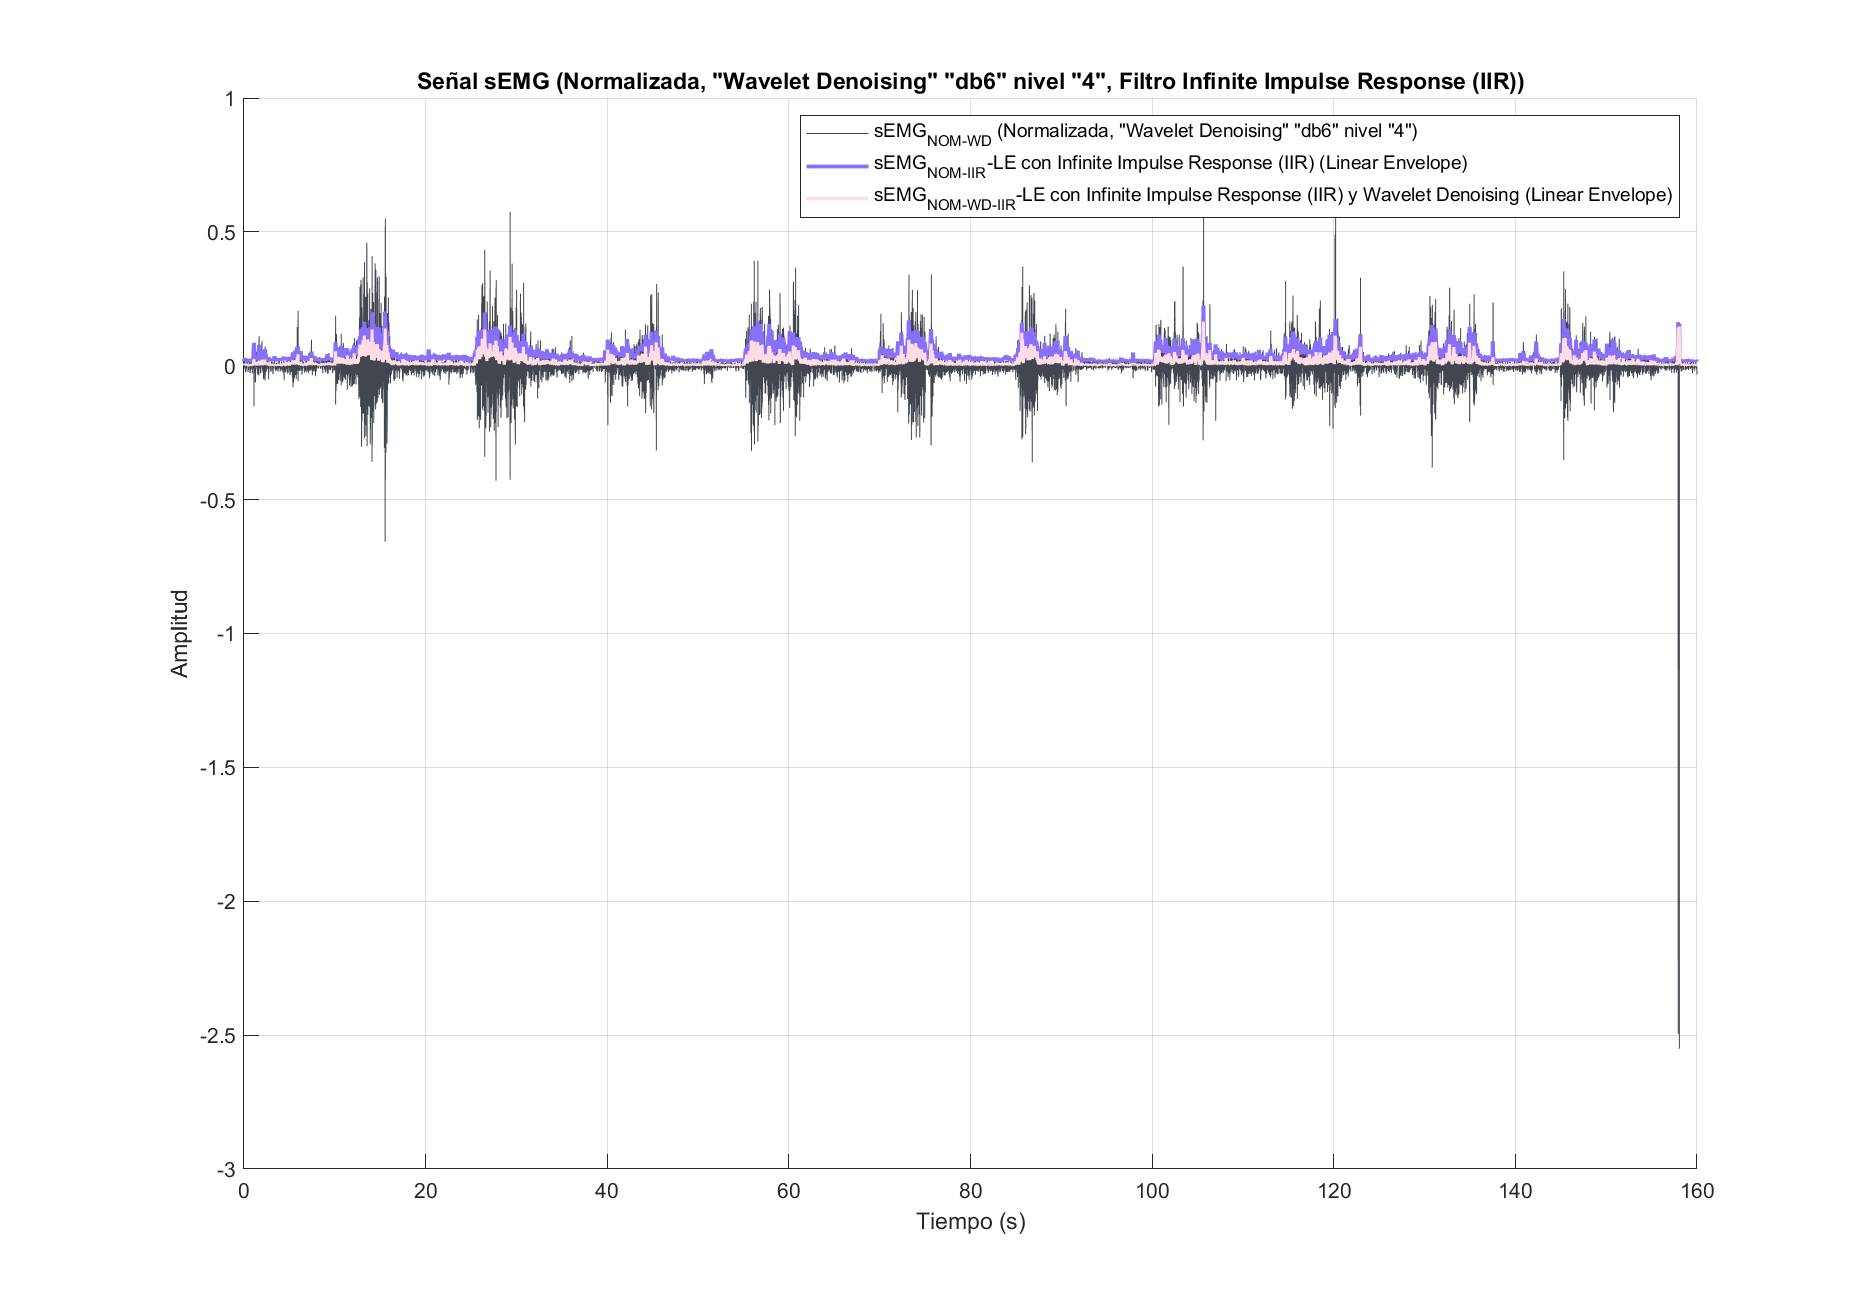 Señal sEMG (Normalizada, "Wavelet Denoising" "db6" nivel "4", Filtro Infinite Impulse Response (IIR))
sEMG_NOM-WD (Normalizada, "Wavelet Denoising" "db6" nivel "4")
sEMG_NOM-IIR-LE con Infinite Impulse Response (IIR) (Linear Envelope)
sEMG_NOM-WD-IIR-LE con Infinite Impulse Response (IIR) y Wavelet Denoising (Linear Envelope)
1
0.5
0
-0.5
-1
-1.5
-2
-2.5
-3
Amplitud
0 20 40 60 80 100 120 140 160
Tiempo (s)